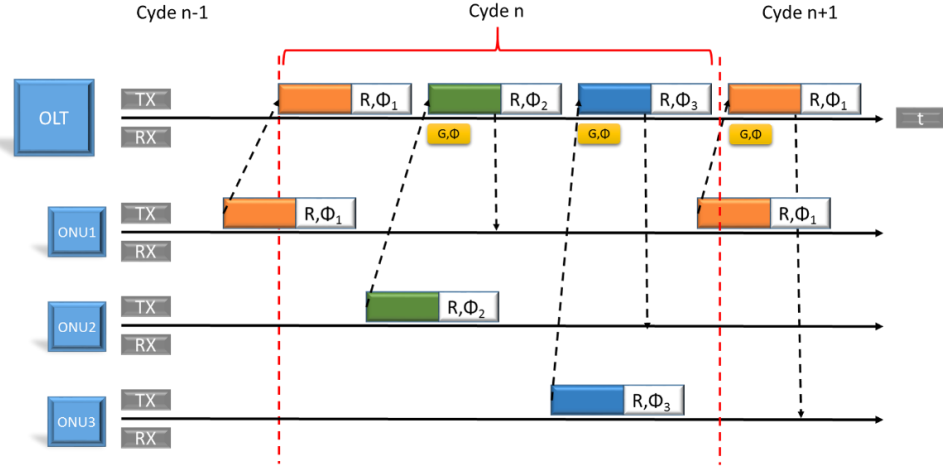 Cyde n-1
Cyde n
Cyde n+1
OLT
TX
R,Φ1
R,Φ2
R,Φ3
R,Φ1
t
RX
G,Φ
G,Φ
G,Φ
ONU1
TX
R,Φ1
R,Φ1
RX
ONU2
TX
R,Φ2
RX
ONU3
TX
R,Φ3
RX